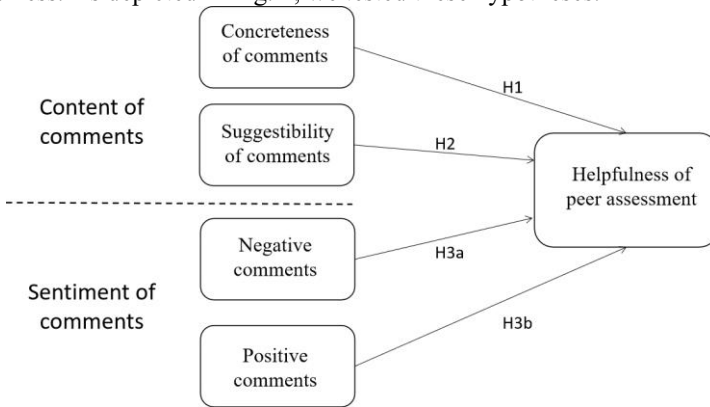 Concreteness
of comments
H1
Content of
comments
Suggestibility
of comments
H2
Helpfulness of
peer assessment
Negative
comments
H3a
Sentiment of
comments
H3b
Positive
comments